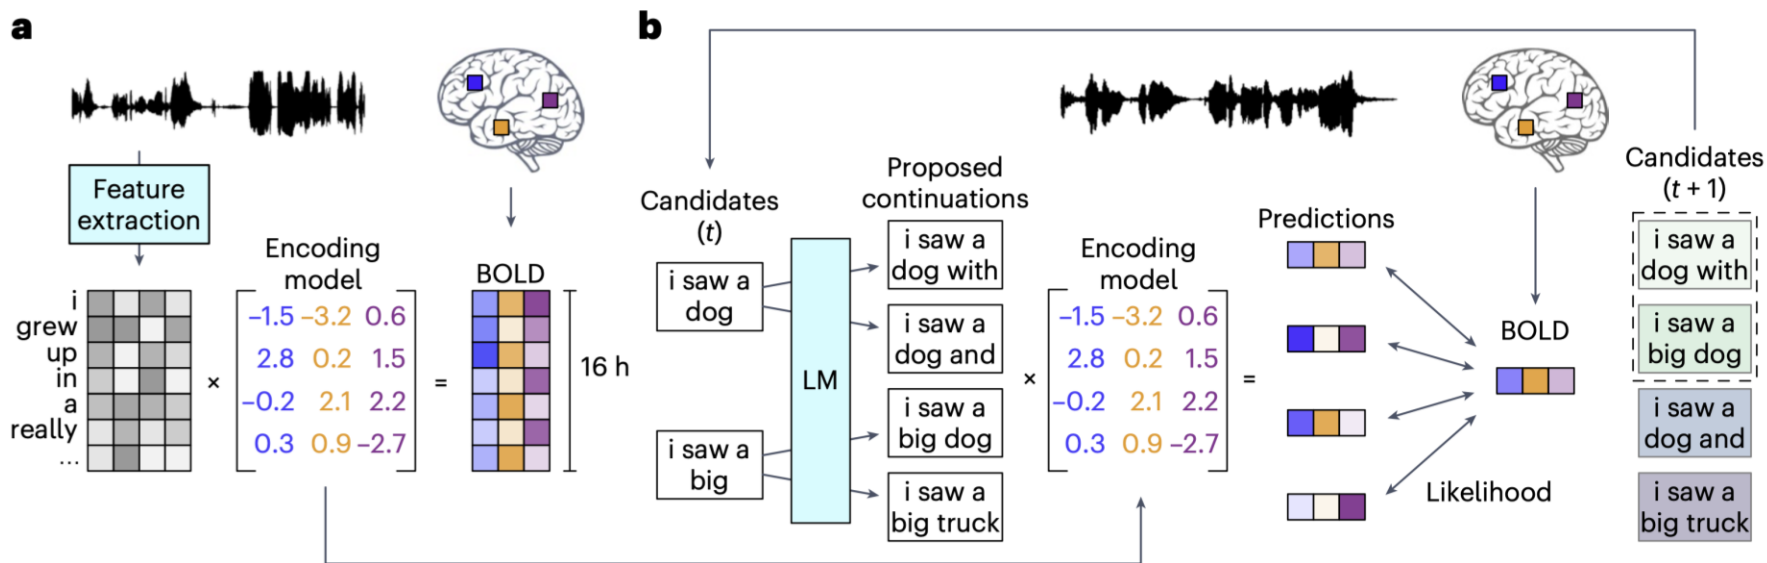 a
Feature
extraction
i
grew
up
in
a
really
...
×
Encoding
model
–1.5 –3.2 0.6
2.8 0.2 1.5
–0.2 2.1 2.2
0.3 0.9 –2.7
=
BOLD
16 h
b
Candidates
(t)
i saw a
dog
i saw a
big
LM
Proposed
continuations
i saw a
dog with
i saw a
dog and
i saw a
big dog
i saw a
big truck
×
Encoding
model
–1.5 –3.2 0.6
2.8 0.2 1.5
–0.2 2.1 2.2
0.3 0.9 –2.7
=
Predictions
BOLD
Likelihood
Candidates
(t + 1)
i saw a
dog with
i saw a
big dog
i saw a
dog and
i saw a
big truck